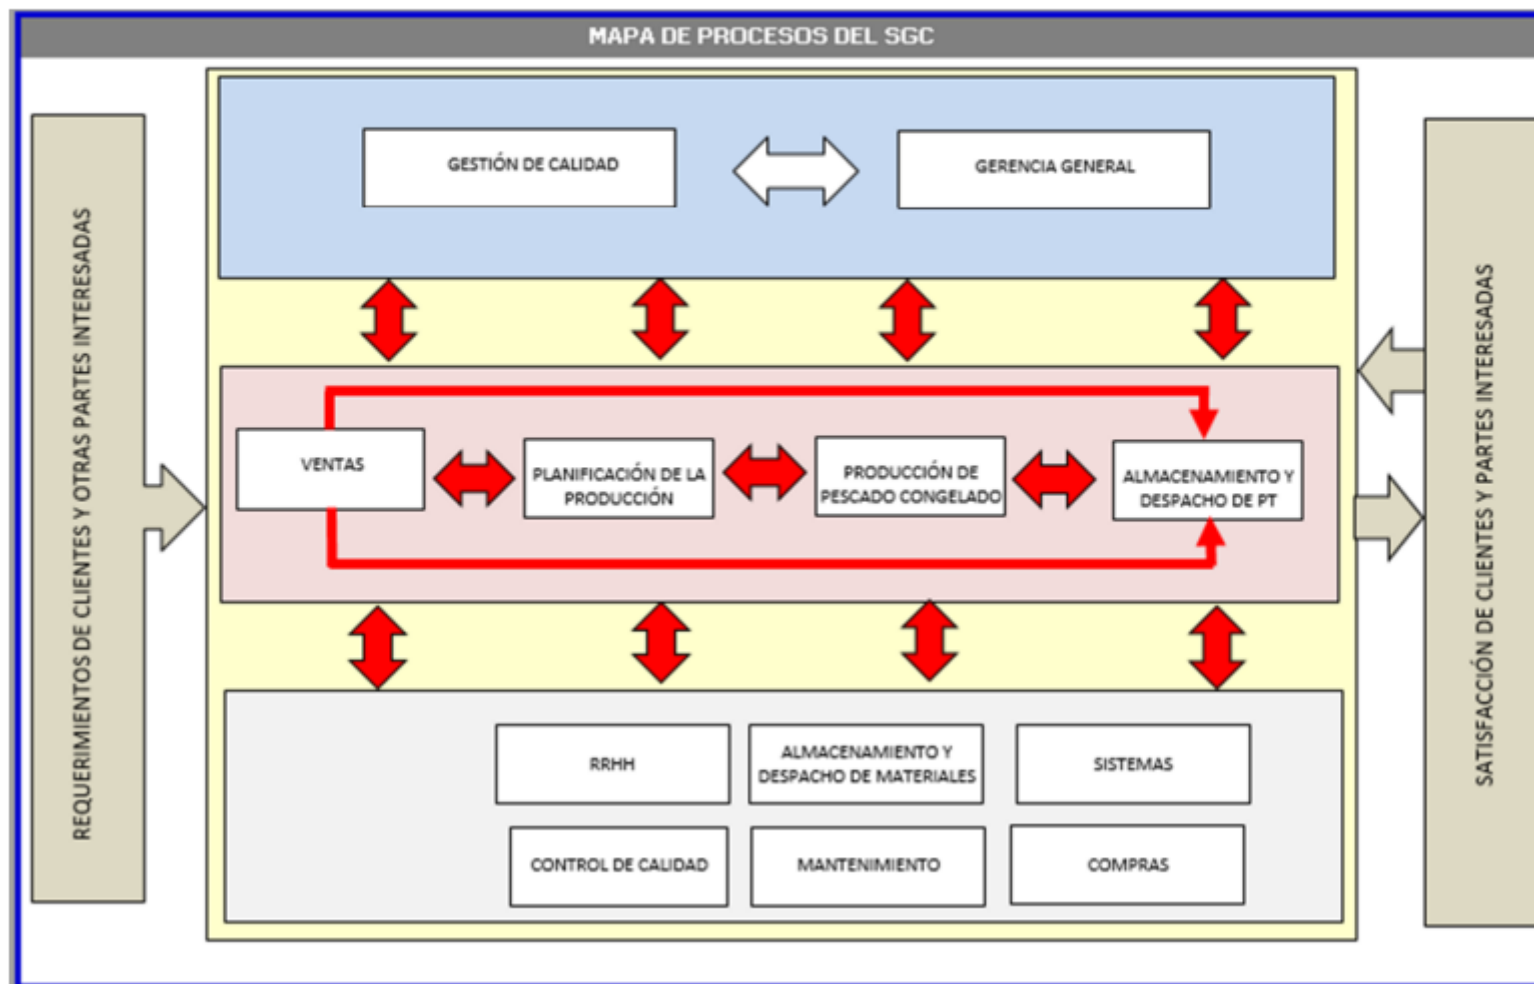 MAPA DE PROCESOS DEL SGC
REQUERIMIENTOS DE CLIENTES Y OTRAS PARTES INTERESADAS
GESTIÓN DE CALIDAD
GERENCIA GENERAL
VENTAS
PLANIFICACIÓN DE LA
PRODUCCIÓN
PRODUCCIÓN DE
PESCADO CONGELADO
ALMACENAMIENTO Y
DESPACHO DE PT
RRHH
ALMACENAMIENTO Y
DESPACHO DE MATERIALES
SISTEMAS
CONTROL DE CALIDAD
MANTENIMIENTO
COMPRAS
SATISFACCIÓN DE CLIENTES Y PARTES INTERESADAS